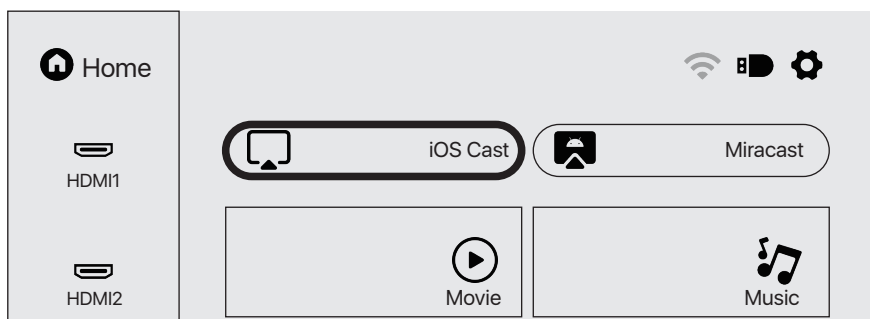 Home
HDMI1
HDMI2
iOS Cast
Miracast
Movie
Music